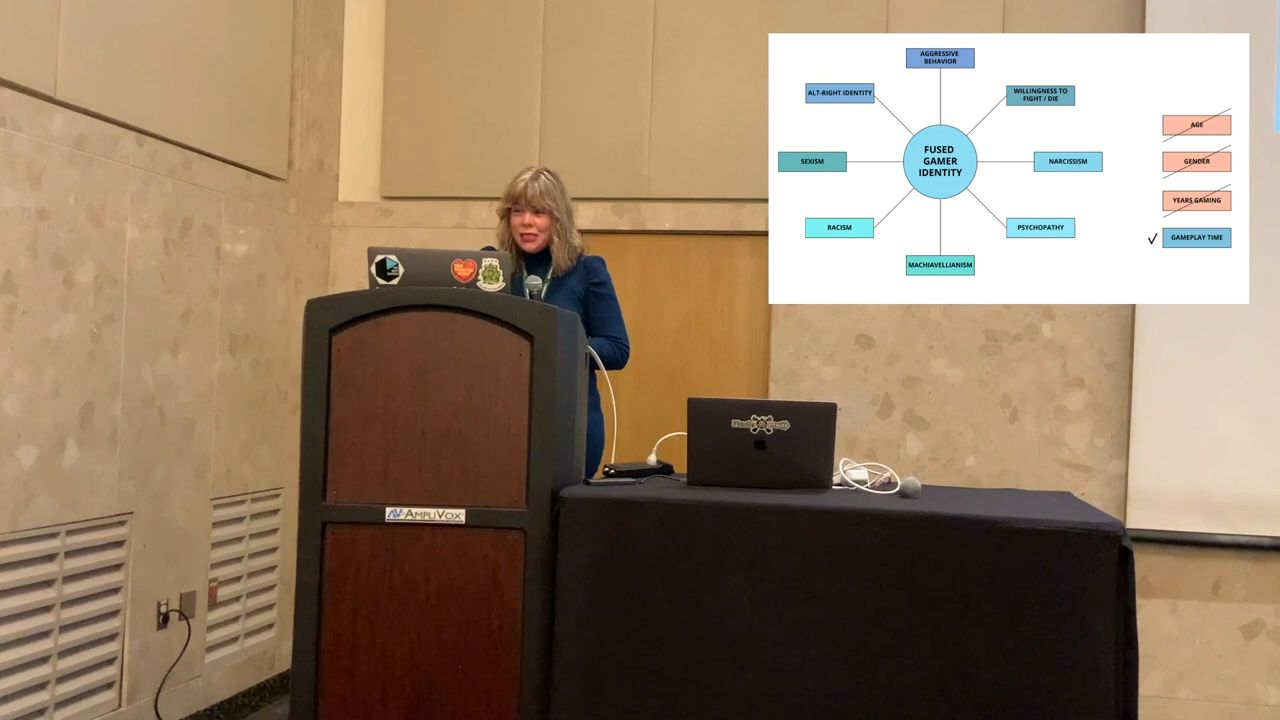 AGGRESSIVE
BEHAVIOR
ALT-RIGHT IDENTITY
WILLINGNESS TO
FIGHT / DIE
FUSED
GAMER
IDENTITY
SEXISM
NARCISSISM
RACISM
PSYCHOPATHY
MACHIAVELLIANISM
AGE
GENDER
YEARS GAMING
GAMEPLAY TIME
AMPLIVOX